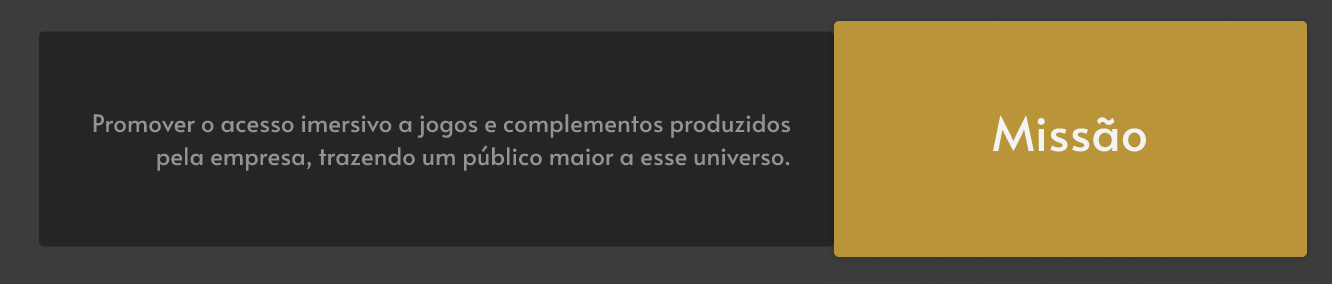 Promover o acesso imersivo a jogos e complementos produzidos
pela empresa, trazendo um público maior a esse universo.
Missão